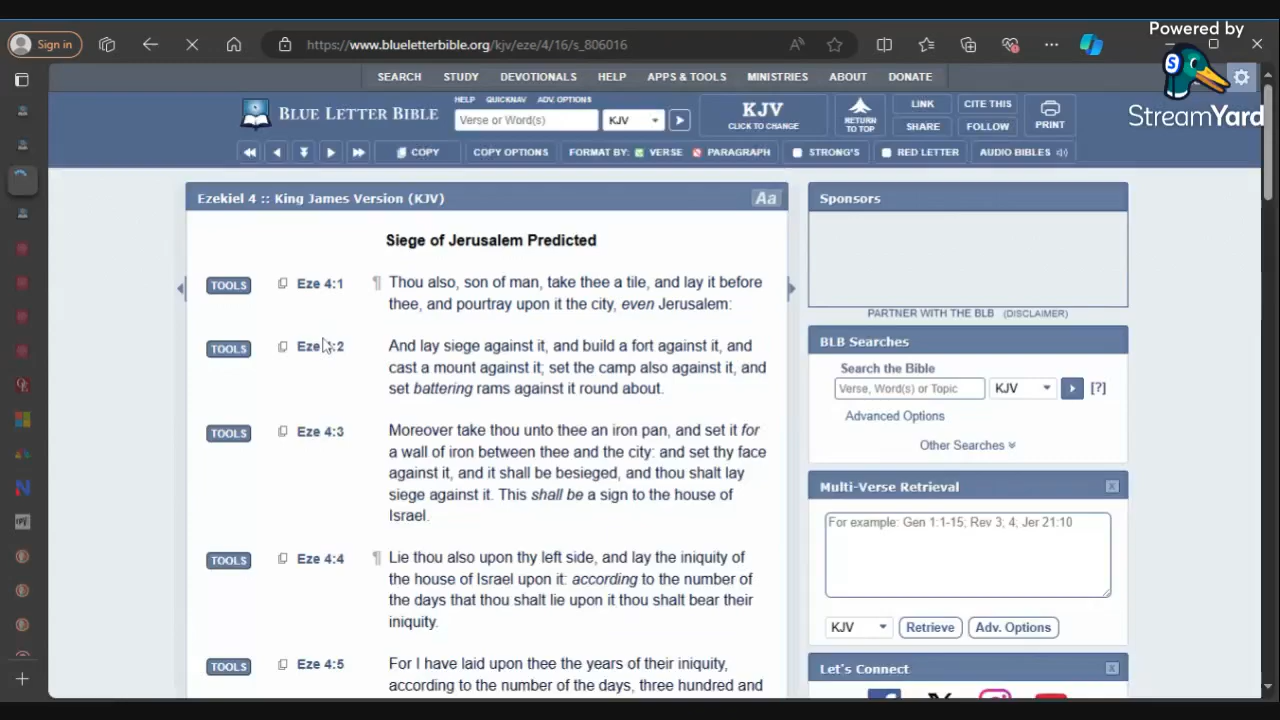 Powered by
StreamYard
Sign in
https://www.blueletterbible.org/kjv/eze/4/16/s_806016
SEARCH STUDY DEVOTIONALS HELP APPS & TOOLS MINISTRIES ABOUT DONATE
BLUE LETTER BIBLE
HELP QUICKNAV ADV. OPTIONS
Verse or Word(s) KJV
KJV
CLICK TO CHANGE
RETURN
TO TOP
LINK CITE THIS
SHARE FOLLOW
PRINT
COPY COPY OPTIONS FORMAT BY: VERSE PARAGRAPH STRONG'S RED LETTER AUDIO BIBLES
Ezekiel 4 :: King James Version (KJV) Aa
Siege of Jerusalem Predicted
TOOLS Eze 4:1 ¶ Thou also, son of man, take thee a tile, and lay it before
thee, and pourtray upon it the city, even Jerusalem:
TOOLS Eze 4:2 And lay siege against it, and build a fort against it, and
cast a mount against it; set the camp also against it, and
set battering rams against it round about.
TOOLS Eze 4:3 Moreover take thou unto thee an iron pan, and set it for
a wall of iron between thee and the city: and set thy face
against it, and it shall be besieged, and thou shalt lay
siege against it. This shall be a sign to the house of
Israel.
TOOLS Eze 4:4 ¶ Lie thou also upon thy left side, and lay the iniquity of
the house of Israel upon it: according to the number of
the days that thou shalt lie upon it thou shalt bear their
iniquity.
TOOLS Eze 4:5 For I have laid upon thee the years of their iniquity,
according to the number of the days, three hundred and
Sponsors
PARTNER WITH THE BLB (DISCLAIMER)
BLB Searches
Search the Bible
Verse, Word(s) or Topic KJV [?]
Advanced Options
Other Searches
Multi-Verse Retrieval
For example: Gen 1:1-15; Rev 3; 4; Jer 21:10
KJV Retrieve Adv. Options
Let's Connect